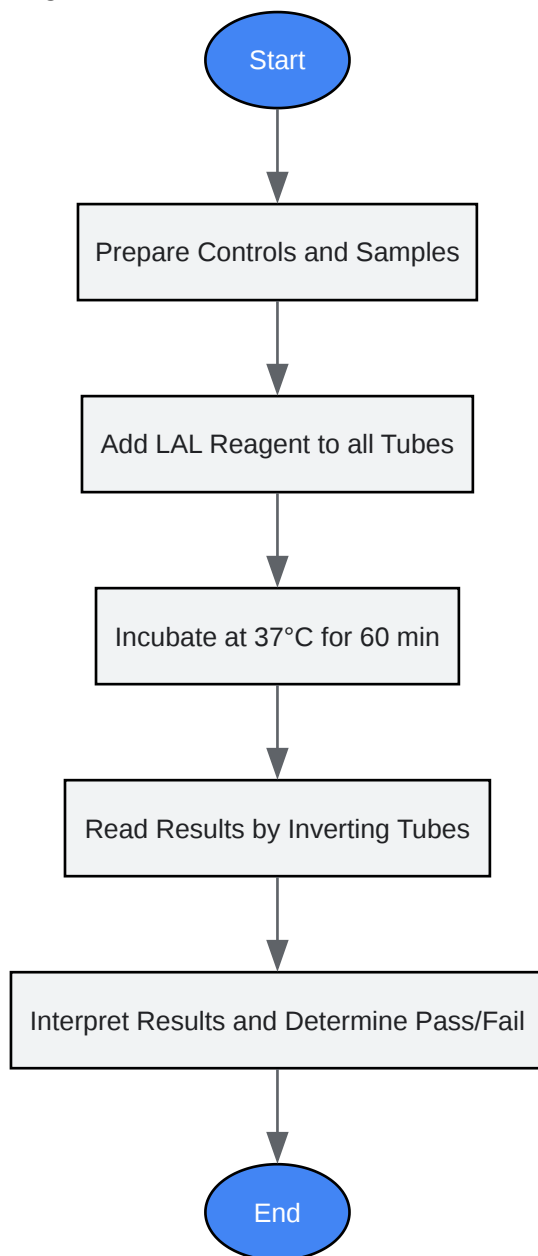 Start
Prepare Controls and Samples
Add LAL Reagent to all Tubes
Incubate at 37°C for 60 min
Read Results by Inverting Tubes
Interpret Results and Determine Pass/Fail
End